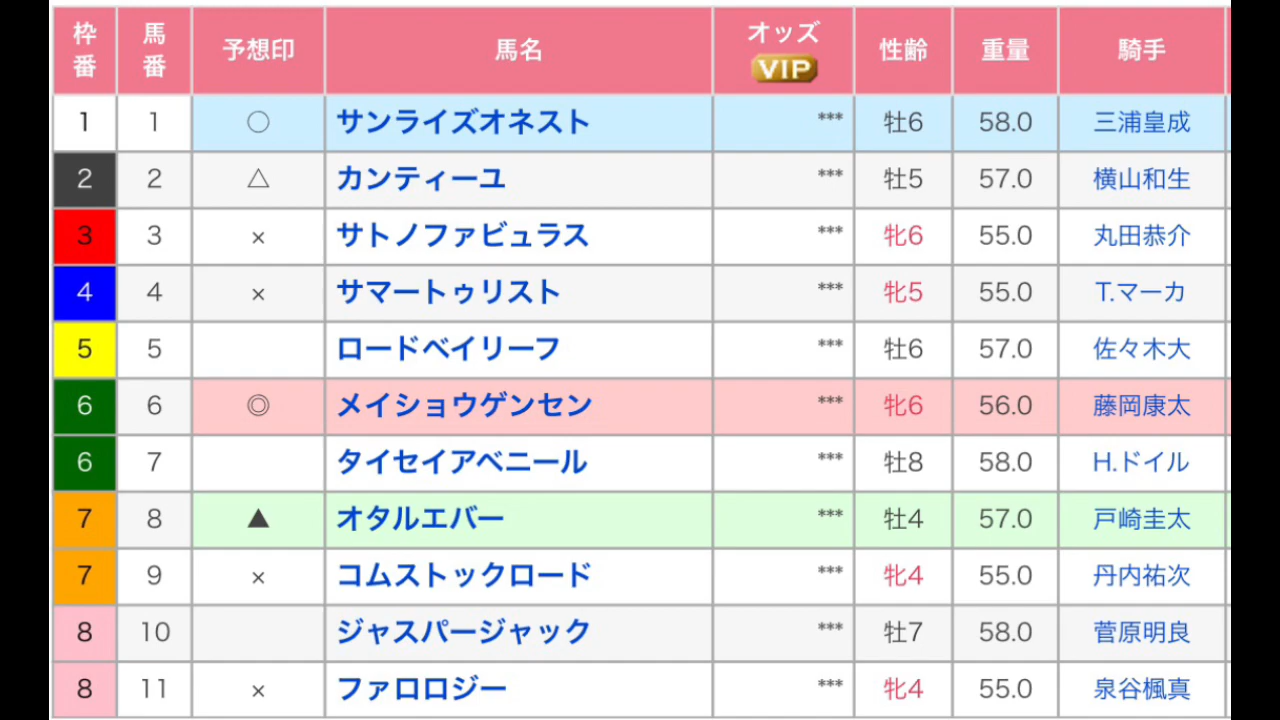 枠番 馬番 予想印 馬名 オッズ VIP 性齢 重量 騎手
1 1 ○ サンライズオネスト *** 牡6 58.0 三浦皇成
2 2 △ カンティーユ *** 牡5 57.0 横山和生
3 3 × サトノファビュラス *** 牝6 55.0 丸田恭介
4 4 × サマートゥリスト *** 牝5 55.0 T.マーカ
5 5 ロードベイリーフ *** 牡6 57.0 佐々木大
6 6 ◎ メイショウゲンセン *** 牝6 56.0 藤岡康太
6 7 タイセイアベニール *** 牡8 58.0 H.ドイル
7 8 ▲ オタルエバー *** 牡4 57.0 戸崎圭太
7 9 × コムストックロード *** 牝4 55.0 丹内祐次
8 10 ジャスパージャック *** 牡7 58.0 菅原明良
8 11 × ファロロジー *** 牝4 55.0 泉谷楓真